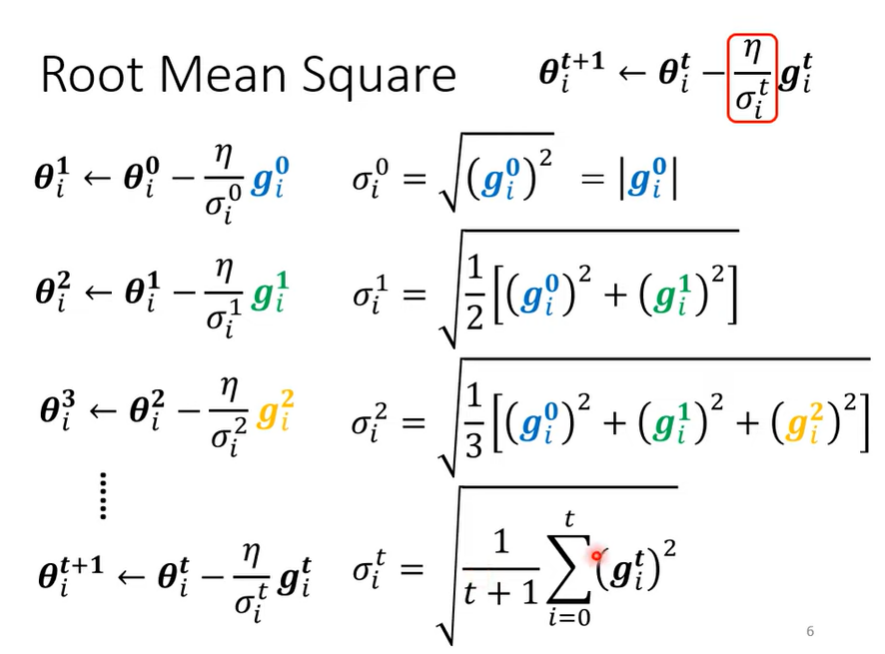 Root Mean Square
θᵢᵗ⁺¹ ← θᵢᵗ − η/σᵢᵗ gᵢᵗ
θᵢ¹ ← θᵢ⁰ − η/σᵢ⁰ gᵢ⁰ σᵢ⁰ = √(gᵢ⁰)² = |gᵢ⁰|
θᵢ² ← θᵢ¹ − η/σᵢ¹ gᵢ¹ σᵢ¹ = √(1/2 [(gᵢ⁰)² + (gᵢ¹)²])
θᵢ³ ← θᵢ² − η/σᵢ² gᵢ² σᵢ² = √(1/3 [(gᵢ⁰)² + (gᵢ¹)² + (gᵢ²)²])
⋮
θᵢᵗ⁺¹ ← θᵢᵗ − η/σᵢᵗ gᵢᵗ σᵢᵗ = √(1/(t + 1) ∑_{i=0}^{t} (gᵢᵗ)²)
6